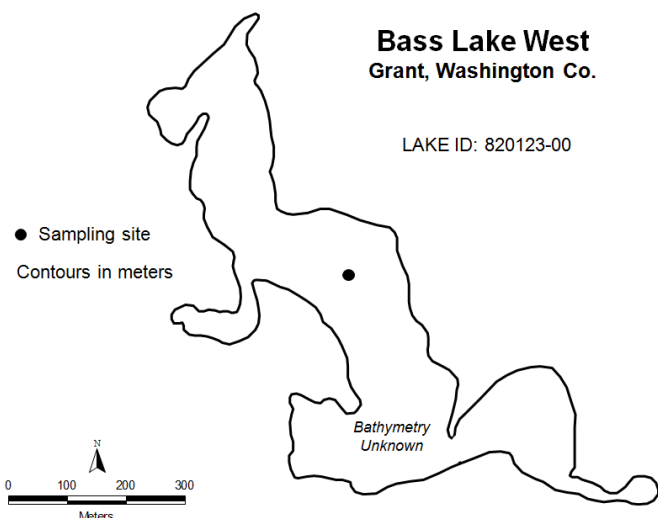 Bass Lake West
Grant, Washington Co.
LAKE ID: 820123-00
Sampling site
Contours in meters
Bathymetry
Unknown
N
0 100 200 300
Meters